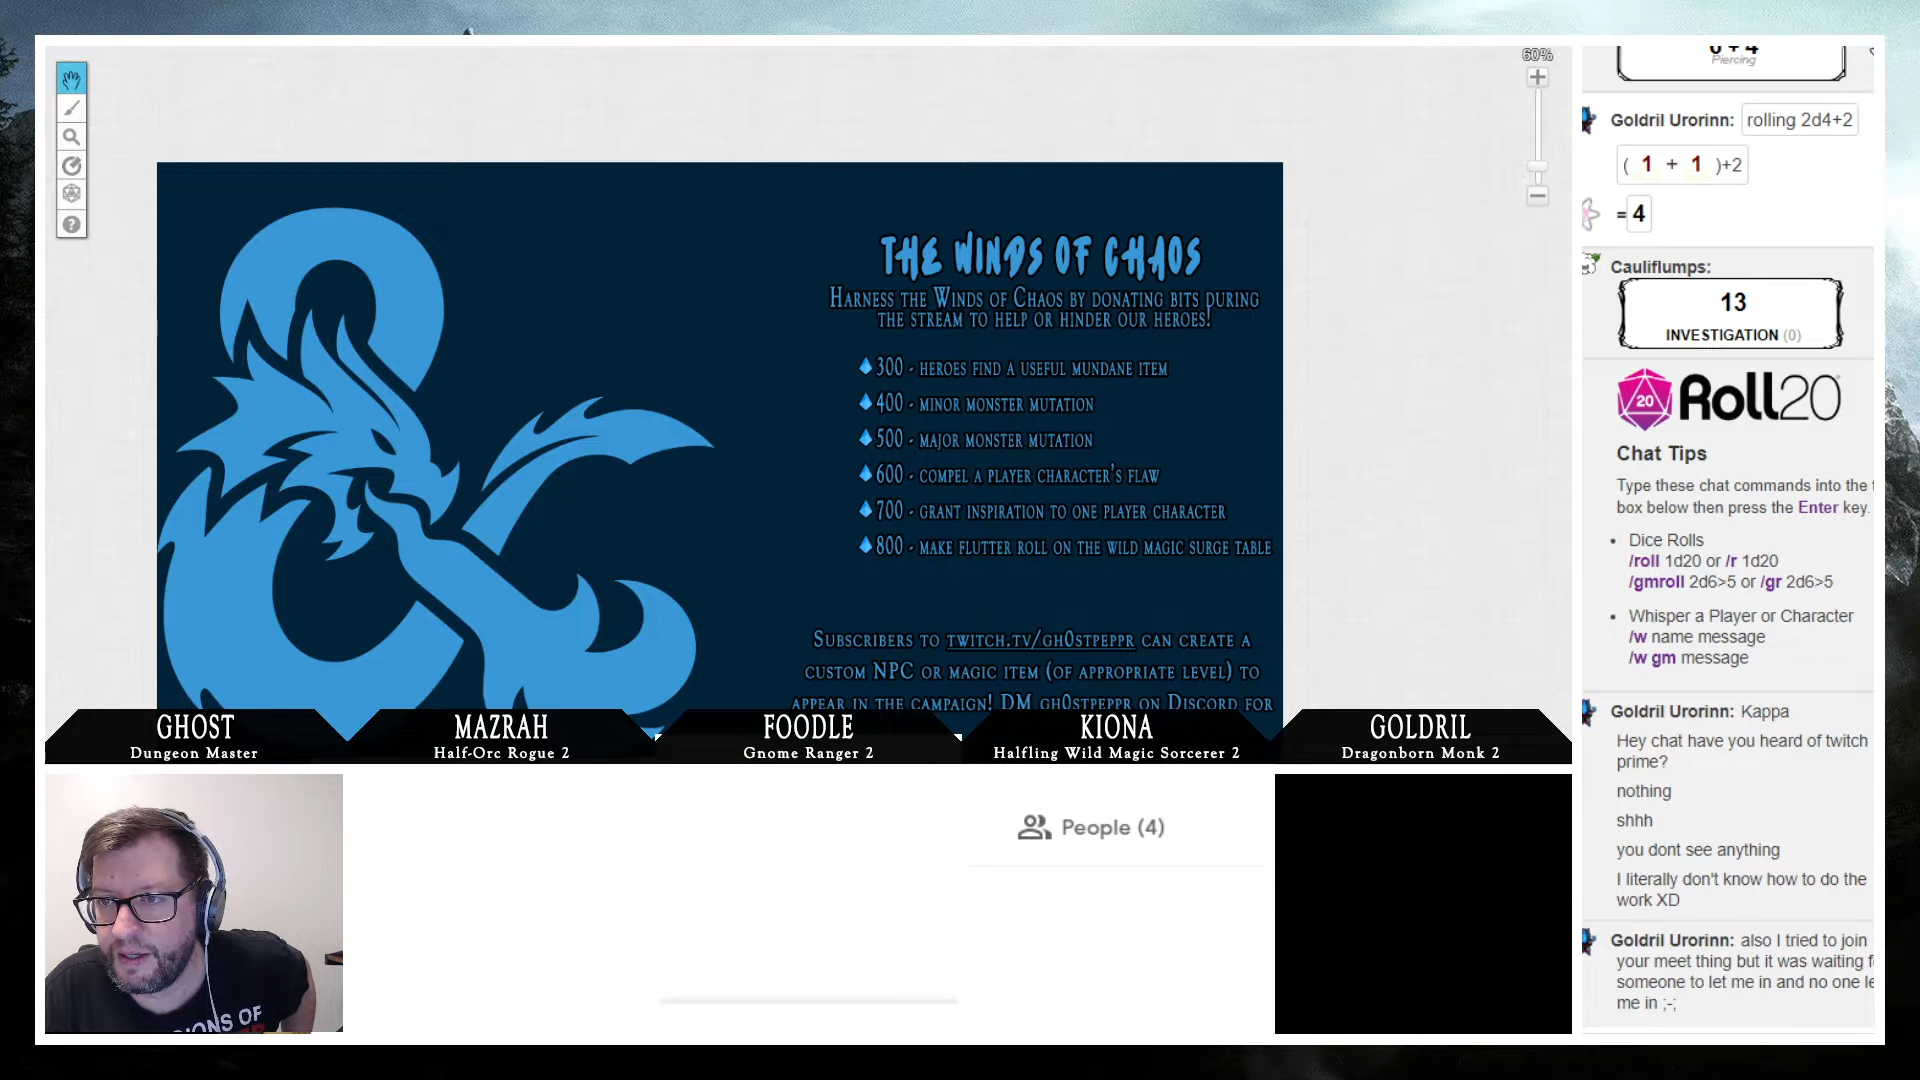 60%
THE WINDS OF CHAOS
HARNESS THE WINDS OF CHAOS BY DONATING BITS DURING
THE STREAM TO HELP OR HINDER OUR HEROES!
300 - HEROES FIND A USEFUL MUNDANE ITEM
400 - MINOR MONSTER MUTATION
500 - MAJOR MONSTER MUTATION
600 - COMPEL A PLAYER CHARACTER'S FLAW
700 - GRANT INSPIRATION TO ONE PLAYER CHARACTER
800 - MAKE FLUTTER ROLL ON THE WILD MAGIC SURGE TABLE
SUBSCRIBERS TO TWITCH.TV/GH0STPEPPR CAN CREATE A
CUSTOM NPC OR MAGIC ITEM (OF APPROPRIATE LEVEL) TO
APPEAR IN THE CAMPAIGN! DM GH0STPEPPR ON DISCORD FOR
GHOST
Dungeon Master
MAZRAH
Half-Orc Rogue 2
FOODLE
Gnome Ranger 2
KIONA
Halfling Wild Magic Sorcerer 2
GOLDRIL
Dragonborn Monk 2
People (4)
Piercing
Goldril Urorinn: rolling 2d4+2
( 1 + 1 )+2
=4
Cauliflumps:
13
INVESTIGATION (0)
20 Roll20
Chat Tips
Type these chat commands into the
box below then press the Enter key.
• Dice Rolls
/roll 1d20 or /r 1d20
/gmroll 2d6>5 or /gr 2d6>5
• Whisper a Player or Character
/w name message
/w gm message
Goldril Urorinn: Kappa
Hey chat have you heard of twitch
prime?
nothing
shhh
you dont see anything
I literally don't know how to do the
work XD
Goldril Urorinn: also I tried to join
your meet thing but it was waiting
someone to let me in and no one
me in ;-;